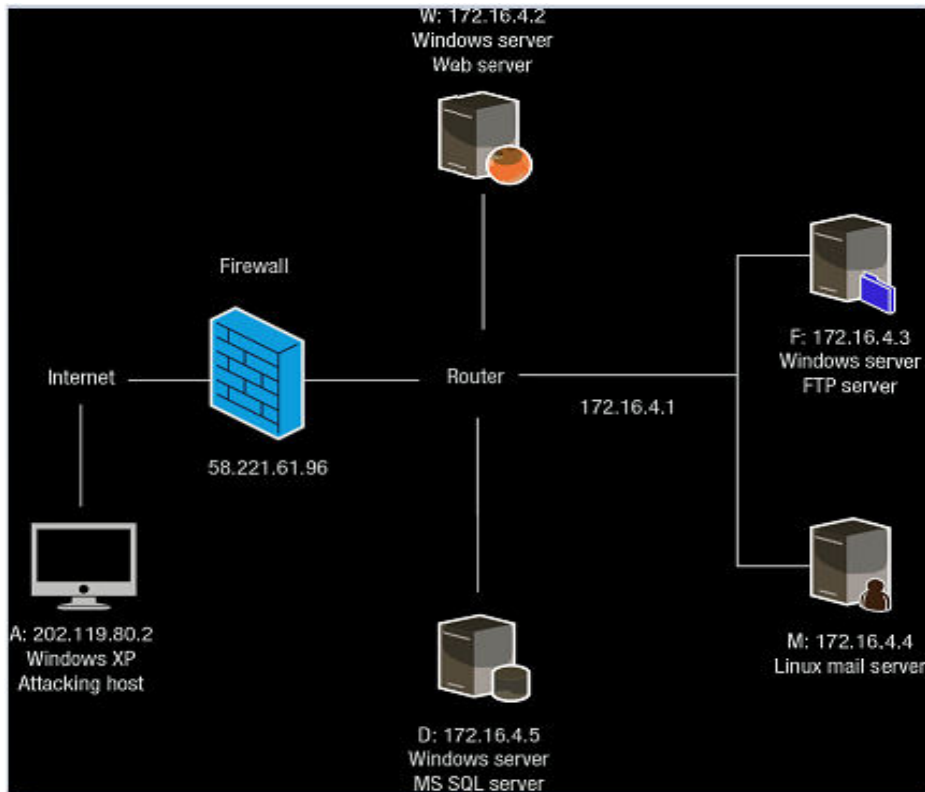 W: 172.16.4.2
Windows server
Web server
Firewall
F: 172.16.4.3
Windows server
FTP server
Internet
Router
172.16.4.1
58.221.61.96
A: 202.119.80.2
Windows XP
Attacking host
M: 172.16.4.4
Linux mail server
D: 172.16.4.5
Windows server
MS SQL server